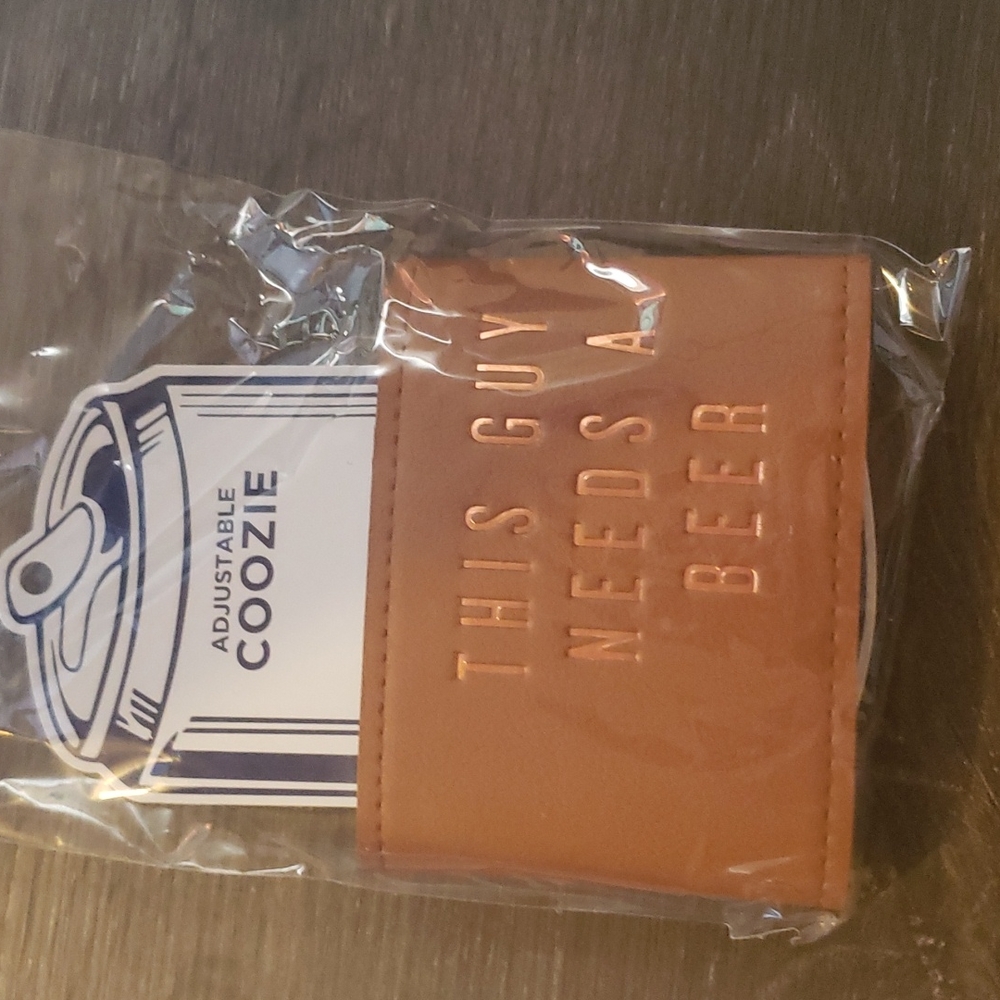 ADJUSTABLE
COOZIE
THIS GUY
NEEDS A
BEER